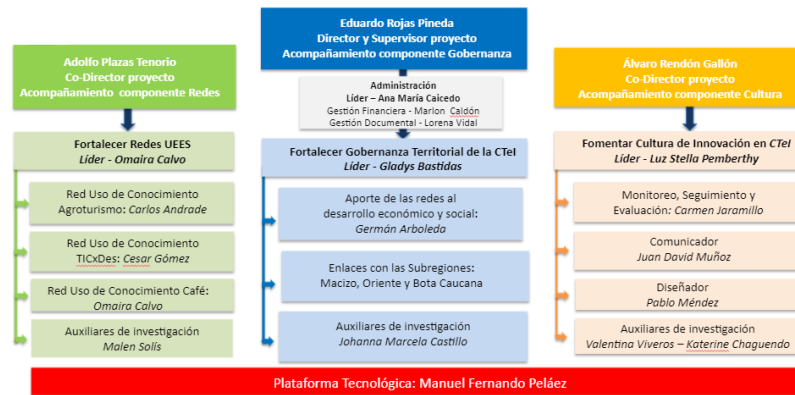 Eduardo Rojas Pineda
Director y Supervisor proyecto
Acompañamiento componente Gobernanza
Adolfo Plazas Tenorio
Co-Director proyecto
Acompañamiento componente Redes
Álvaro Rendón Gallón
Co-Director proyecto
Acompañamiento componente Cultura
Administración
Líder – Ana María Caicedo
Gestión Financiera - Marlon Caldón
Gestión Documental - Lorena Vidal
Fortalecer Redes UEES
Líder - Omaira Calvo
Red Uso de Conocimiento
Agroturismo: Carlos Andrade
Red Uso de Conocimiento
TICxDes: Cesar Gómez
Red Uso de Conocimiento Café:
Omaira Calvo
Auxiliares de investigación
Malen Solís
Fortalecer Gobernanza Territorial de la CTeI
Líder - Gladys Bastidas
Aporte de las redes al
desarrollo económico y social:
Germán Arboleda
Enlaces con las Subregiones:
Macizo, Oriente y Bota Caucana
Auxiliares de investigación
Johanna Marcela Castillo
Fomentar Cultura de Innovación en CTeI
Líder - Luz Stella Pemberthy
Monitoreo, Seguimiento y
Evaluación: Carmen Jaramillo
Comunicador
Juan David Muñoz
Diseñador
Pablo Méndez
Auxiliares de investigación
Valentina Viveros – Katerine Chaguendo
Plataforma Tecnológica: Manuel Fernando Peláez